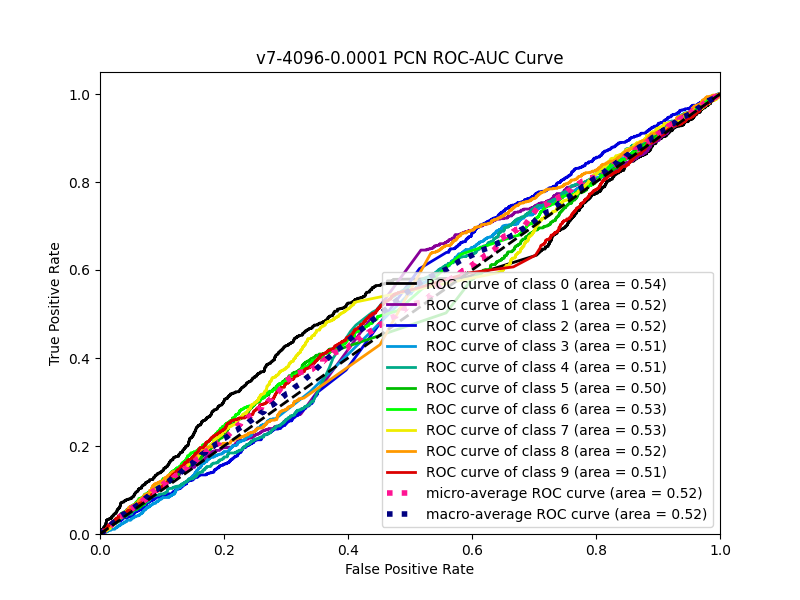 v7-4096-0.0001 PCN ROC-AUC Curve
1.0
0.8
0.6
0.4
0.2
0.0
True Positive Rate
ROC curve of class 0 (area = 0.54)
ROC curve of class 1 (area = 0.52)
ROC curve of class 2 (area = 0.52)
ROC curve of class 3 (area = 0.51)
ROC curve of class 4 (area = 0.51)
ROC curve of class 5 (area = 0.50)
ROC curve of class 6 (area = 0.53)
ROC curve of class 7 (area = 0.53)
ROC curve of class 8 (area = 0.52)
ROC curve of class 9 (area = 0.51)
micro-average ROC curve (area = 0.52)
macro-average ROC curve (area = 0.52)
0.0 0.2 0.4 0.6 0.8 1.0
False Positive Rate